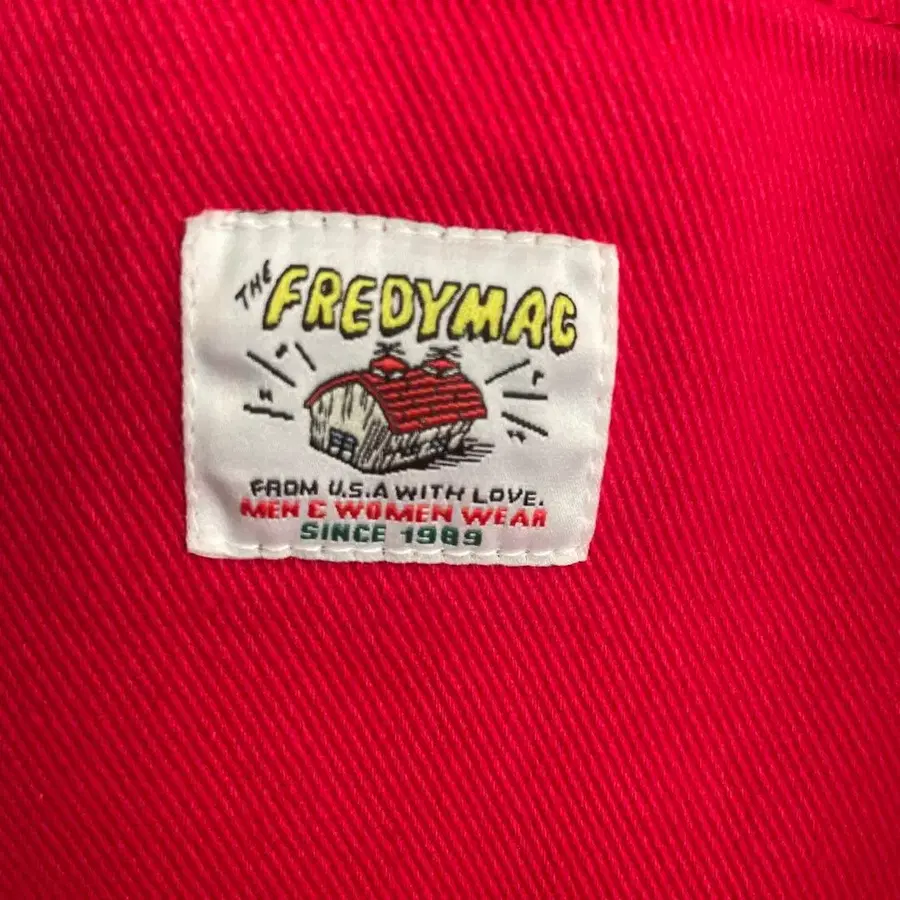 THE FREDYMAC
FROM U.S.A WITH LOVE.
MEN & WOMEN WEAR
SINCE 1989